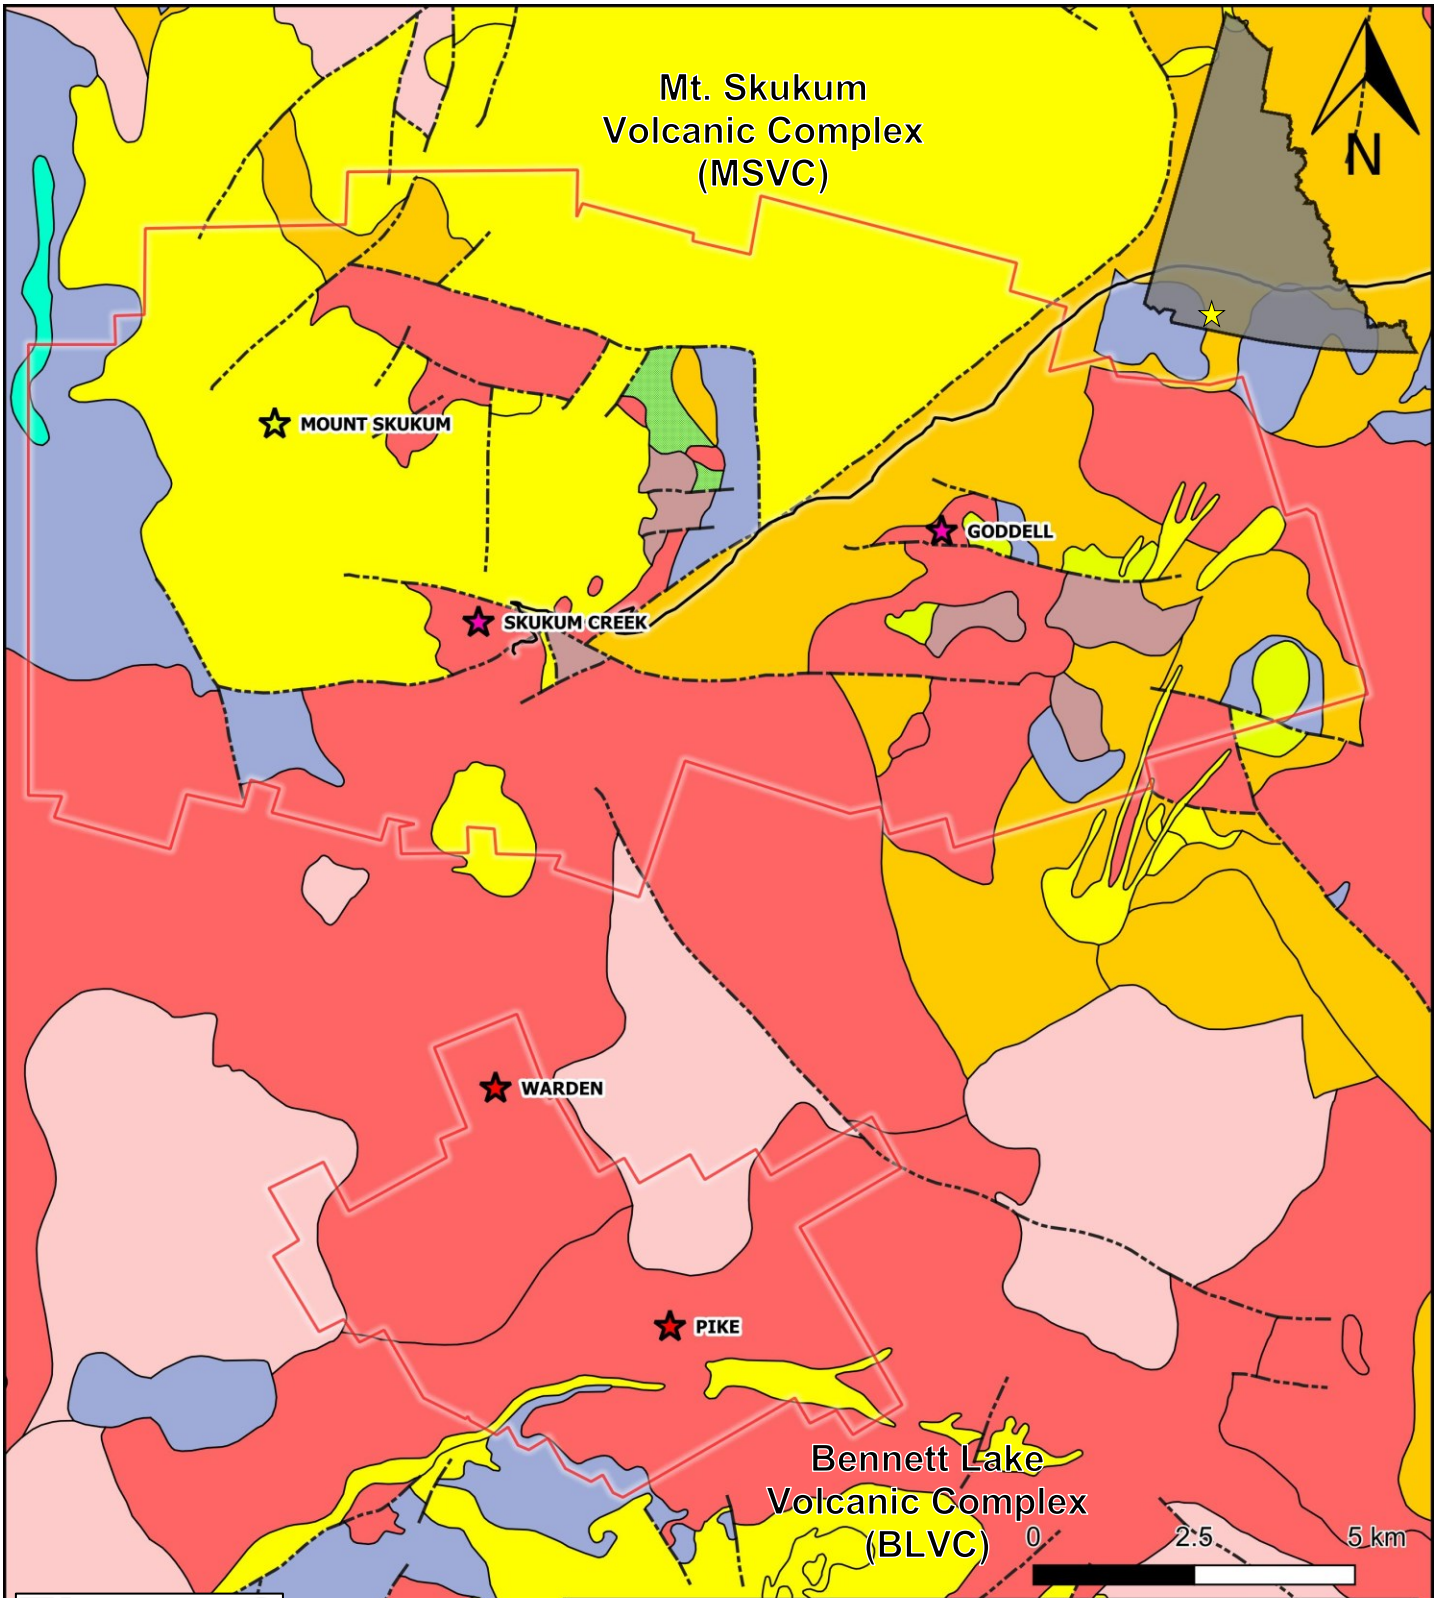 Mt. Skukum
Volcanic Complex
(MSVC)
N
MOUNT SKUKUM
GODDELL
SKUKUM CREEK
WARDEN
PIKE
Bennett Lake
Volcanic Complex
(BLVC)
0 2.5 5 km